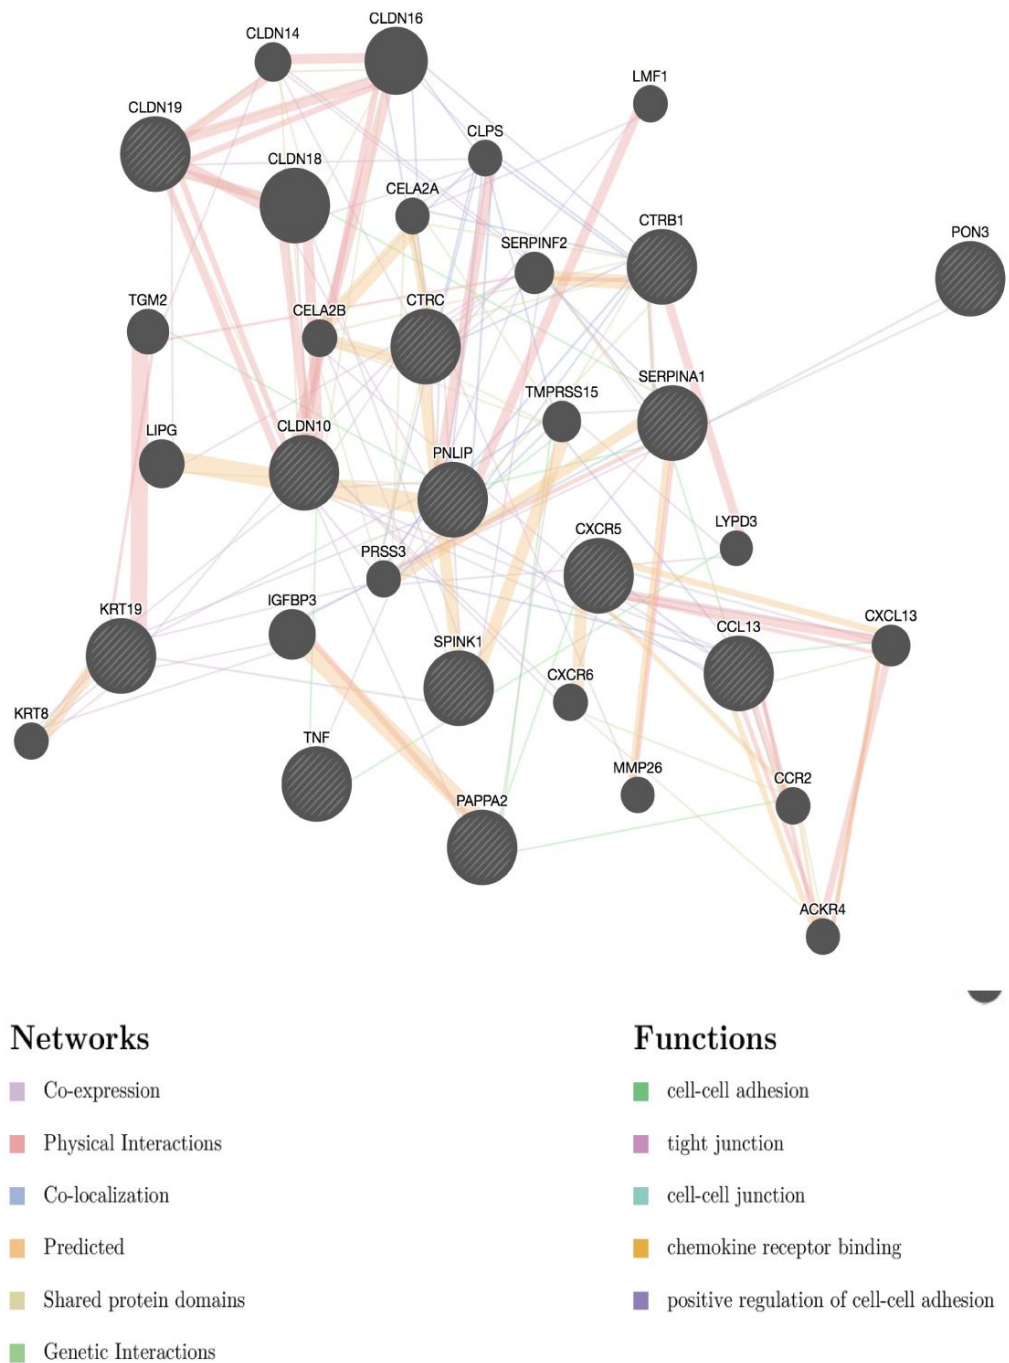 CLDN16
CLDN14
LMF1
CLDN19
CLPS
CLDN18
CELA2A
CTRB1
PON3
SERPINF2
TGM2
CELA2B
CTRC
SERPINA1
TMPRSS15
CLDN10
LIPG
PNLIP
LYPD3
CXCR5
PRSS3
IGFBP3
KRT19
CXCL13
CCL13
SPINK1
CXCR6
KRT8
TNF
MMP26
CCR2
PAPPA2
ACKR4
Networks
Co-expression
Physical Interactions
Co-localization
Predicted
Shared protein domains
Genetic Interactions
Functions
cell-cell adhesion
tight junction
cell-cell junction
chemokine receptor binding
positive regulation of cell-cell adhesion